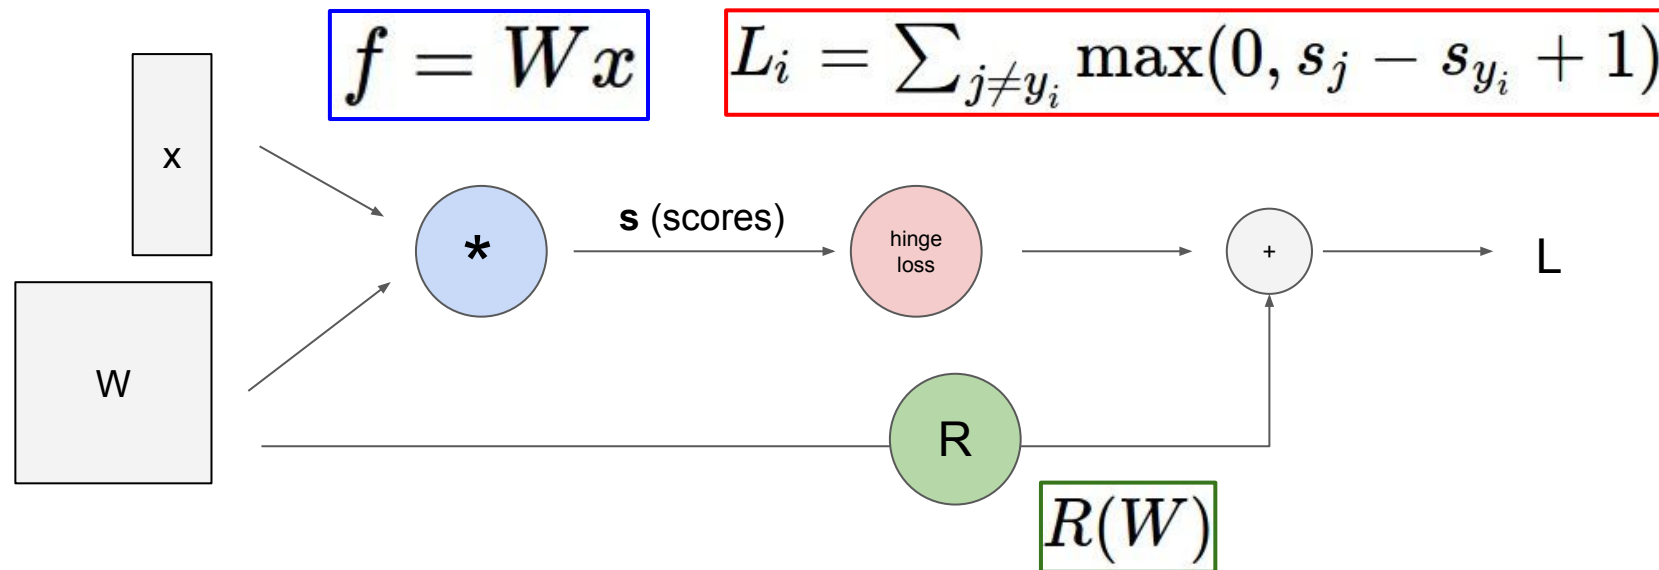 f = Wx
L_i = ∑_{j≠y_i} max(0, s_j − s_{y_i} + 1)
x
*
s (scores)
hinge
loss
+
L
W
R
R(W)